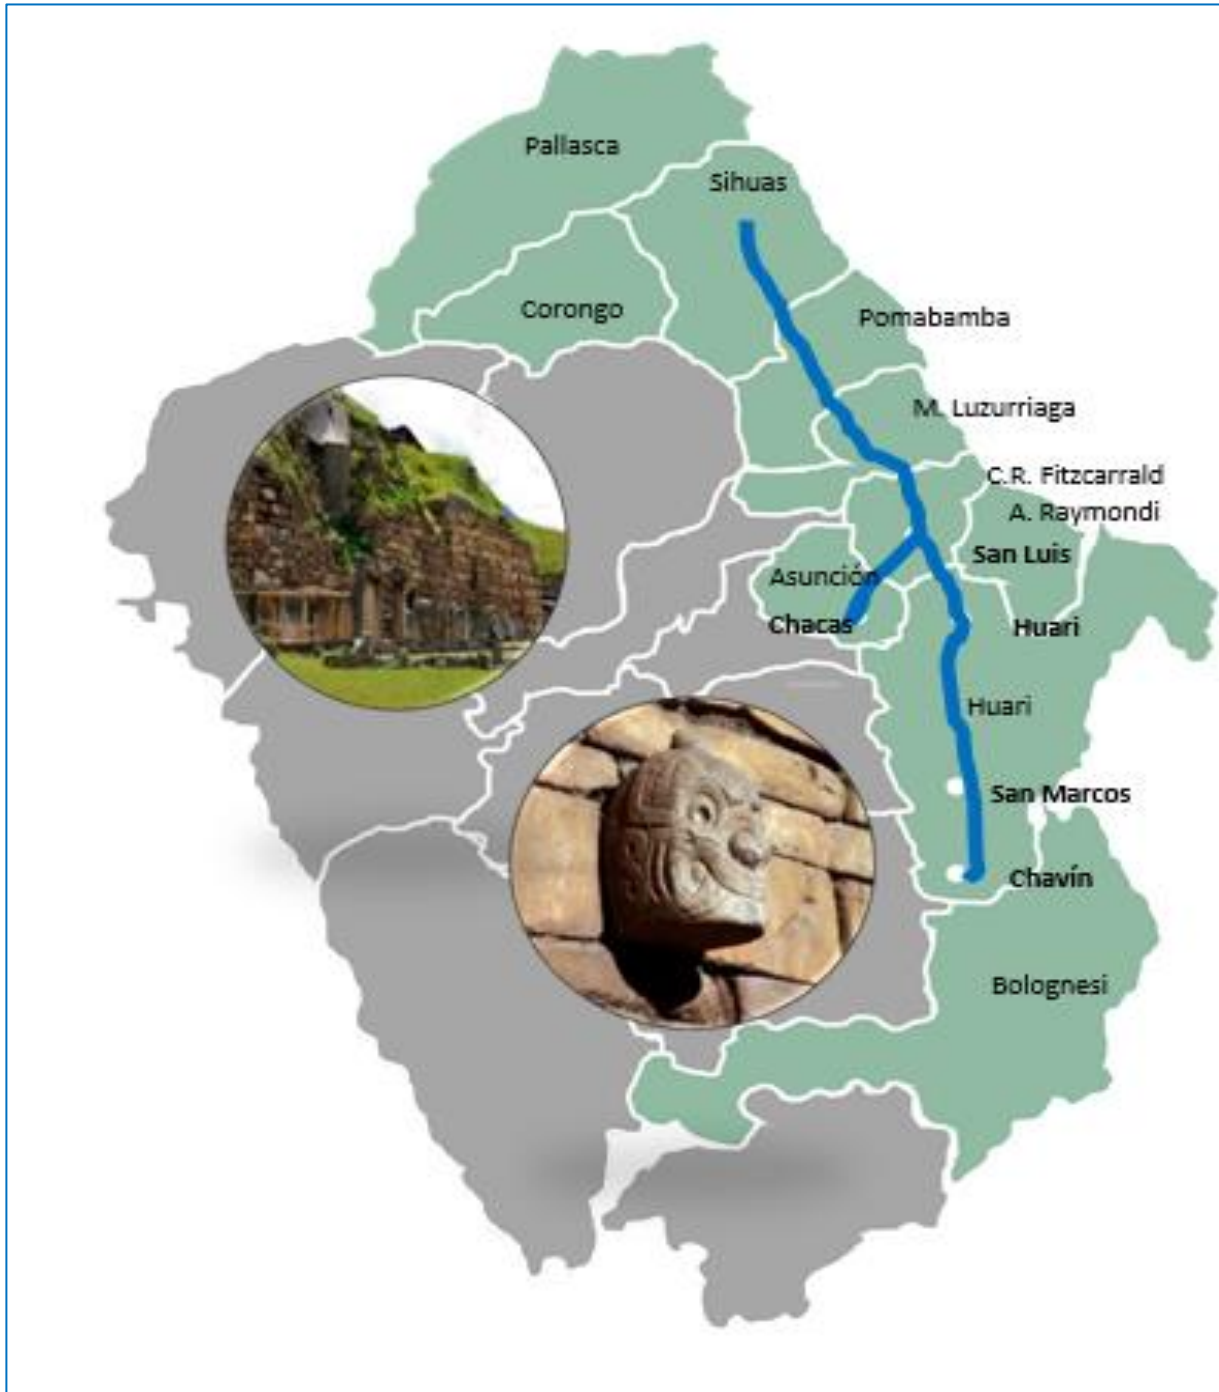 Pallasca
Sihuas
Corongo
Pomabamba
M. Luzurriaga
C.R. Fitzcarrald
A. Raymondi
San Luis
Asunción
Chacas
Huari
Huari
San Marcos
Chavín
Bolognesi